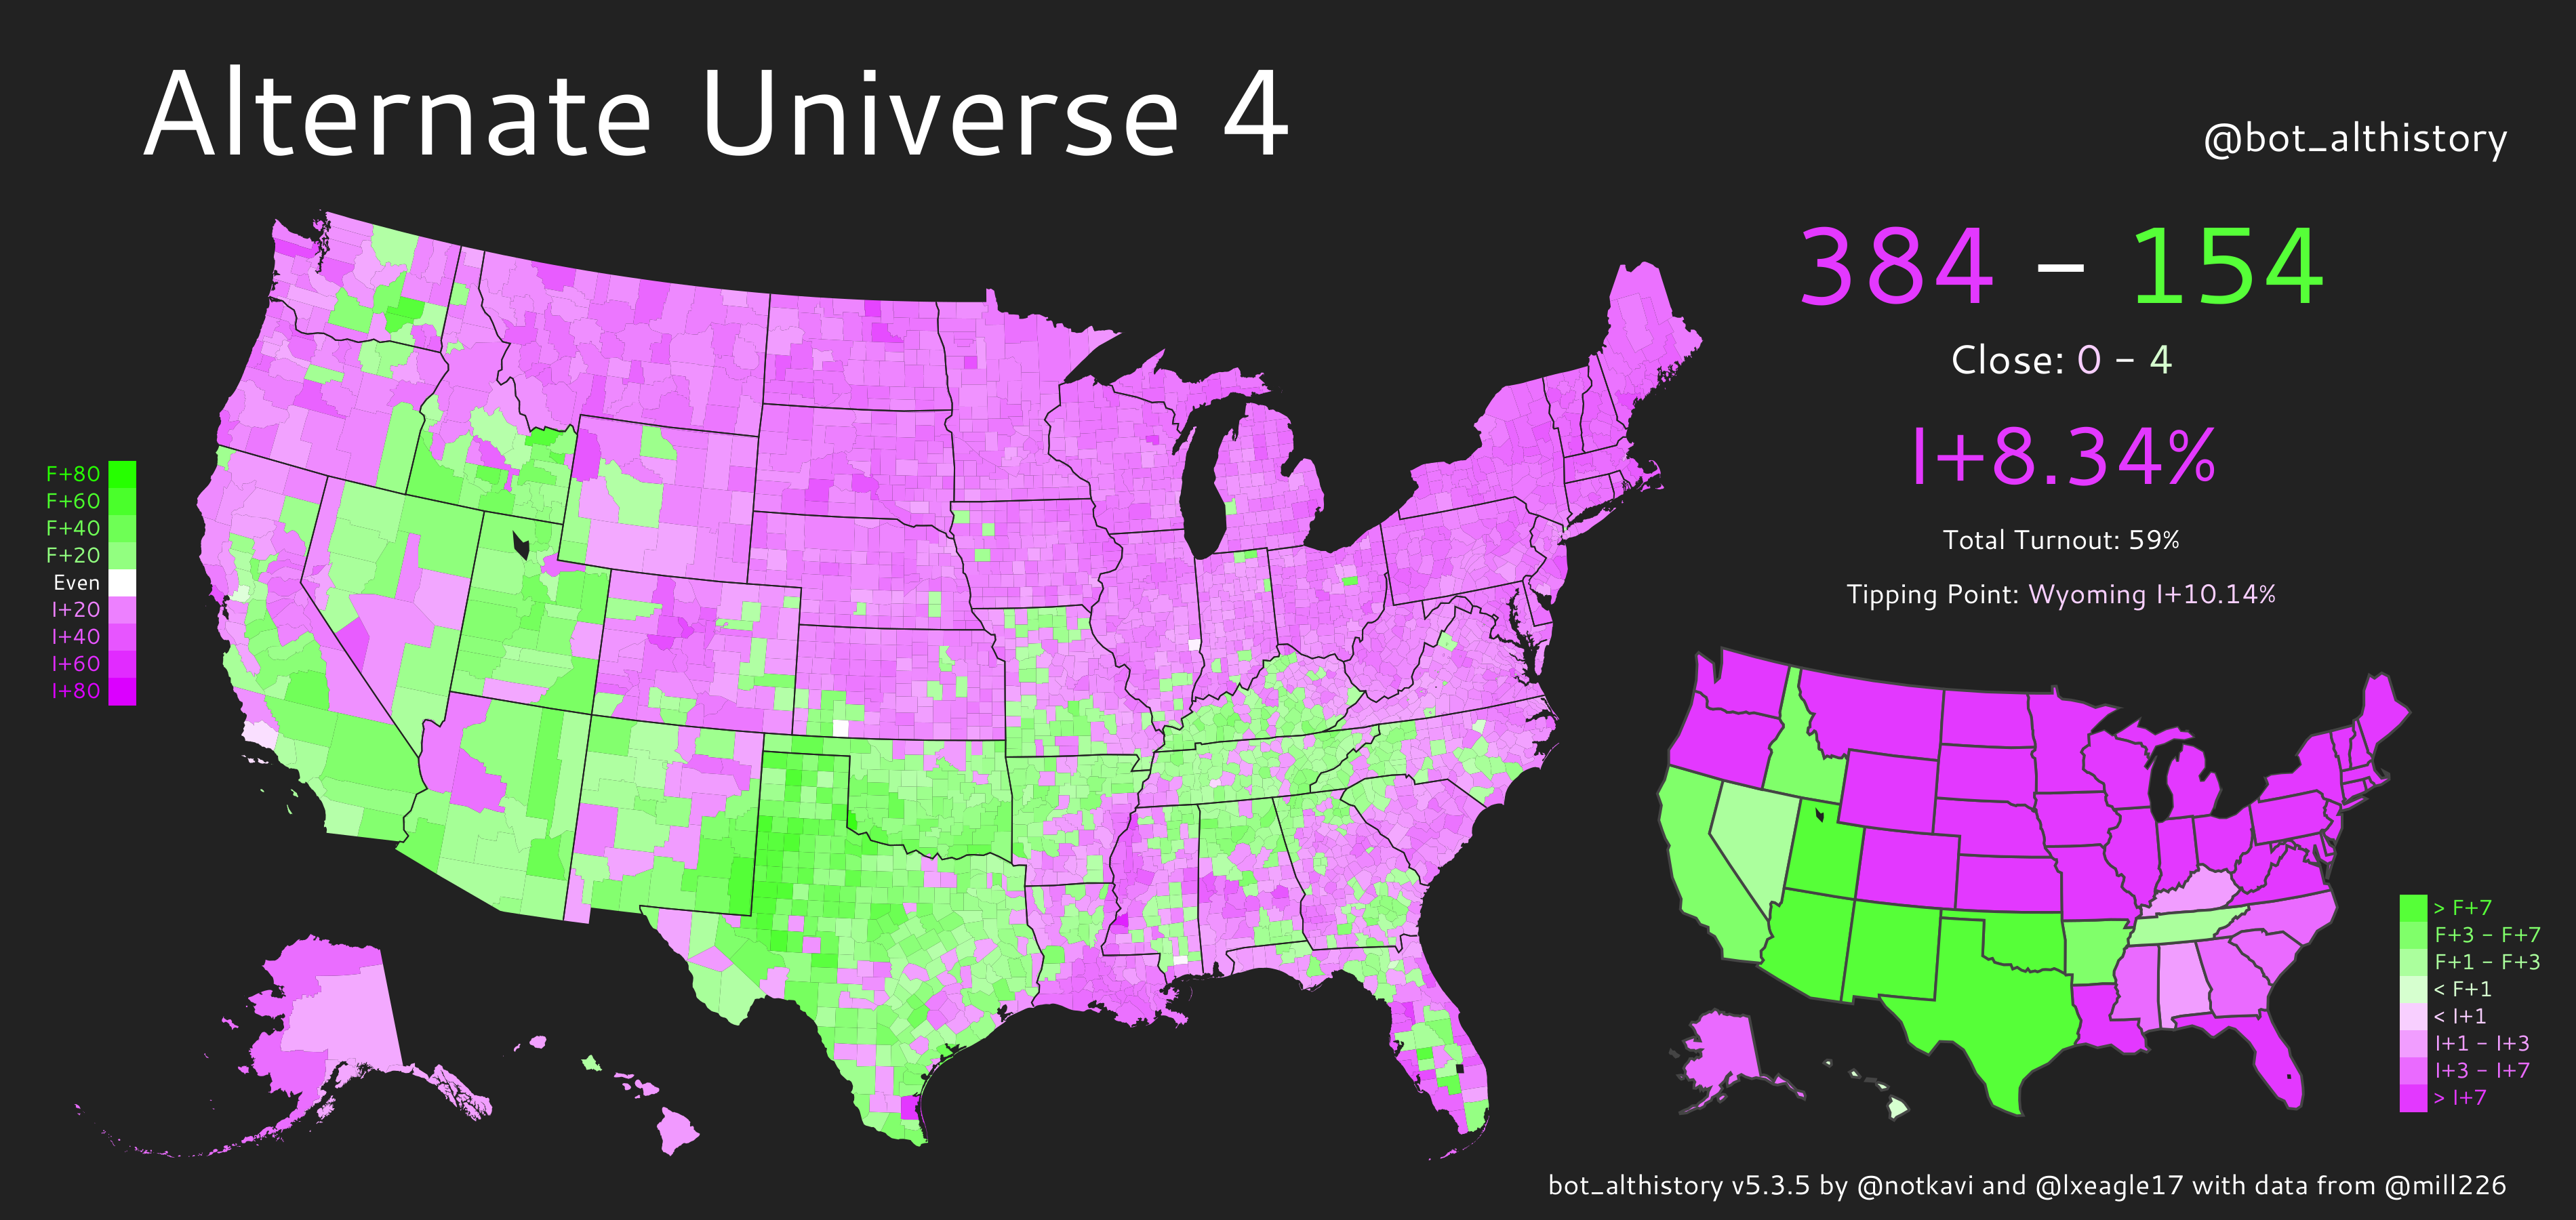 Alternate Universe 4
@bot_althistory
384 – 154
Close: 0 – 4
I+8.34%
Total Turnout: 59%
Tipping Point: Wyoming I+10.14%
F+80
F+60
F+40
F+20
Even
I+20
I+40
I+60
I+80
> F+7
F+3 – F+7
F+1 – F+3
< F+1
< I+1
I+1 – I+3
I+3 – I+7
> I+7
bot_althistory v5.3.5 by @notkavi and @lxeagle17 with data from @mill226